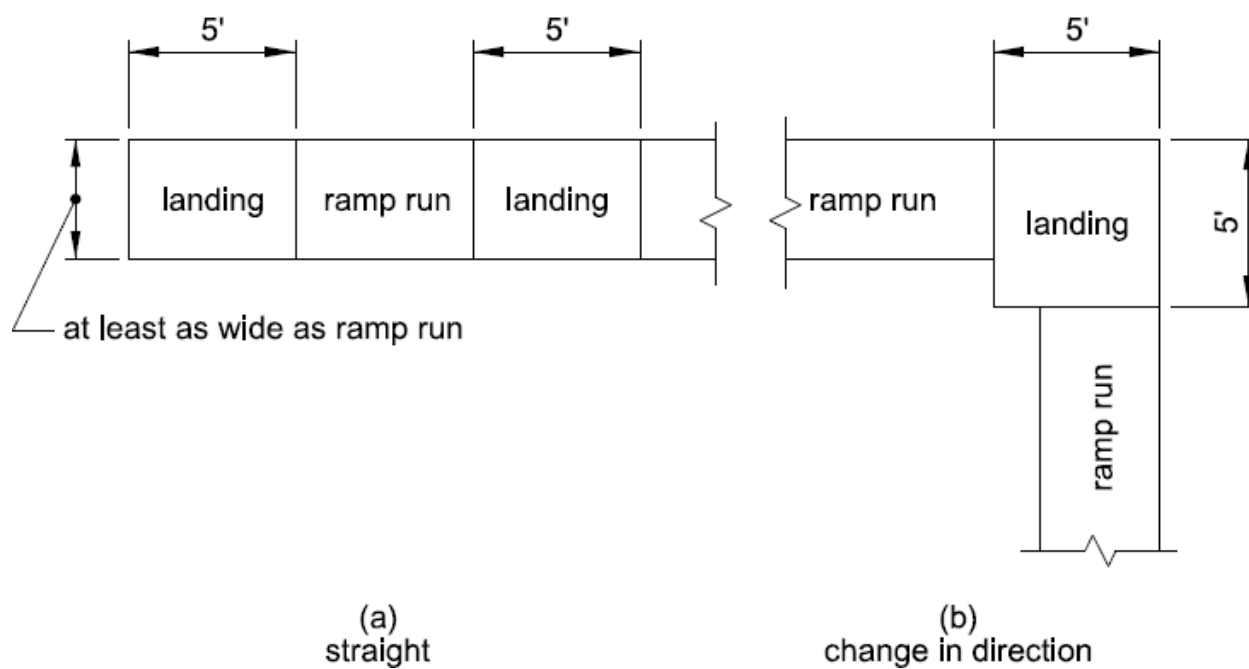 5'
5'
5'
landing
ramp run
landing
ramp run
landing
5'
at least as wide as ramp run
ramp run
(a)
straight
(b)
change in direction